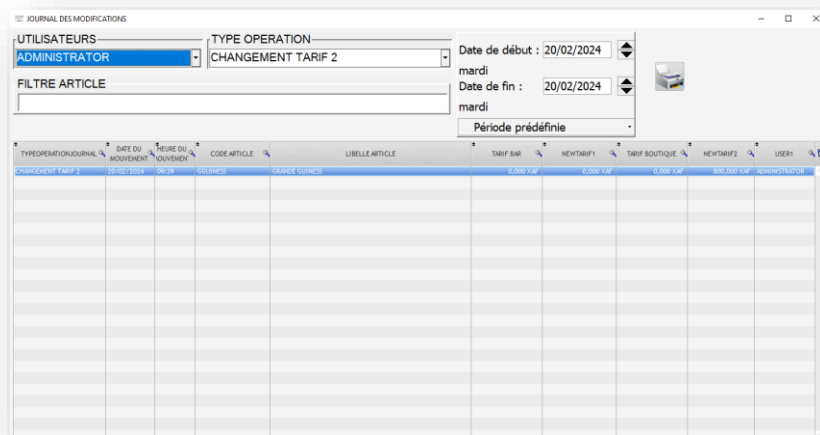 JOURNAL DES MODIFICATIONS
UTILISATEURS
TYPE OPERATION
ADMINISTRATOR
CHANGEMENT TARIF 2
Date de début : 20/02/2024
mardi
FILTRE ARTICLE
Date de fin : 20/02/2024
mardi
Période prédéfinie
TYPEOPERATIONJOURNAL DATE DU MOUVEMENT HEURE DU MOUVEMEN CODE ARTICLE LIBELLE ARTICLE TARIF BAR NEWTARIF1 TARIF BOUTIQUE NEWTARIF2 USER1
CHANGEMENT TARIF 2 20/02/2024 09:39 GGUINESS GRANDE GUINESS 0,000 XAF 0,000 XAF 0,000 XAF 800,000 XAF ADMINISTRATOR